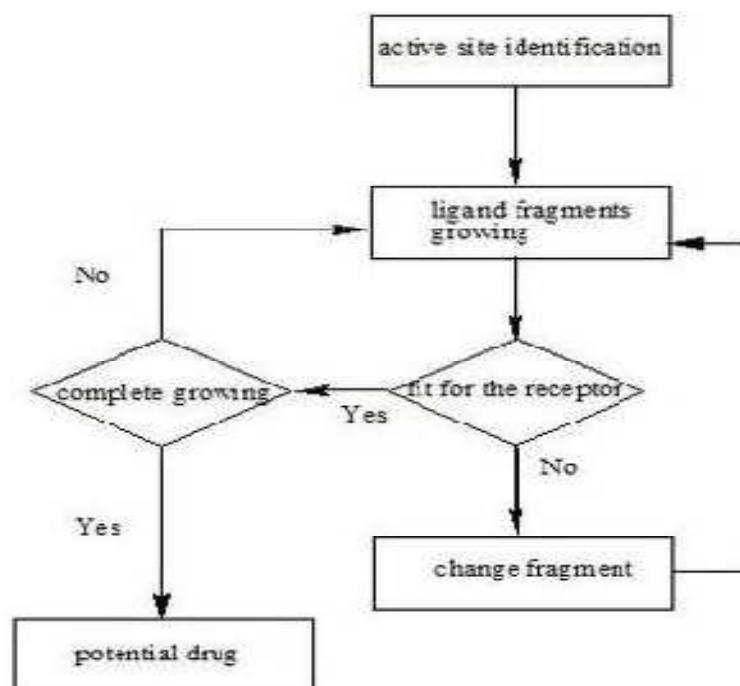 active site identification
ligand fragments
growing
No
complete growing
Yes
fit for the receptor
No
Yes
change fragment
potential drug